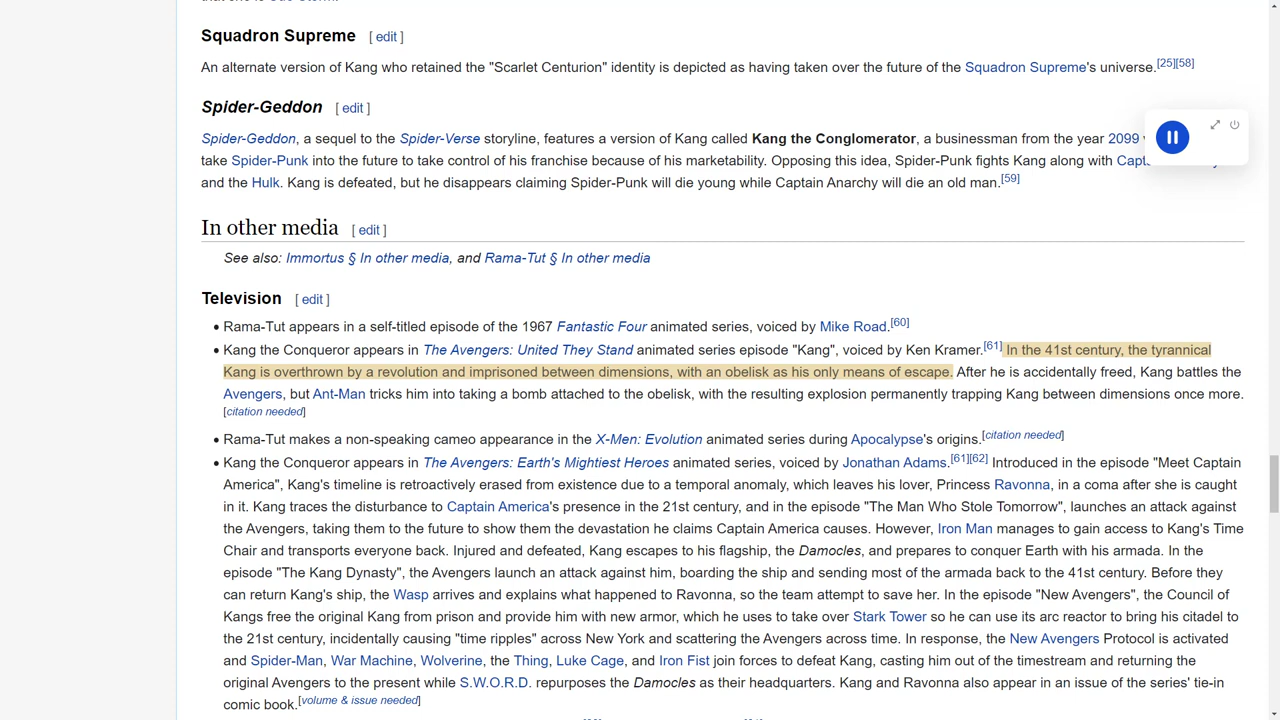 Squadron Supreme [ edit ]
An alternate version of Kang who retained the "Scarlet Centurion" identity is depicted as having taken over the future of the Squadron Supreme's universe.[25][58]
Spider-Geddon [ edit ]
Spider-Geddon, a sequel to the Spider-Verse storyline, features a version of Kang called Kang the Conglomerator, a businessman from the year 2099
take Spider-Punk into the future to take control of his franchise because of his marketability. Opposing this idea, Spider-Punk fights Kang along with
and the Hulk. Kang is defeated, but he disappears claiming Spider-Punk will die young while Captain Anarchy will die an old man.[59]
In other media [ edit ]
See also: Immortus § In other media, and Rama-Tut § In other media
Television [ edit ]
• Rama-Tut appears in a self-titled episode of the 1967 Fantastic Four animated series, voiced by Mike Road.[60]
• Kang the Conqueror appears in The Avengers: United They Stand animated series episode "Kang", voiced by Ken Kramer.[61] In the 41st century, the tyrannical
Kang is overthrown by a revolution and imprisoned between dimensions, with an obelisk as his only means of escape. After he is accidentally freed, Kang battles the
Avengers, but Ant-Man tricks him into taking a bomb attached to the obelisk, with the resulting explosion permanently trapping Kang between dimensions once more.
[citation needed]
• Rama-Tut makes a non-speaking cameo appearance in the X-Men: Evolution animated series during Apocalypse's origins.[citation needed]
• Kang the Conqueror appears in The Avengers: Earth's Mightiest Heroes animated series, voiced by Jonathan Adams.[61][62] Introduced in the episode "Meet Captain
America", Kang's timeline is retroactively erased from existence due to a temporal anomaly, which leaves his lover, Princess Ravonna, in a coma after she is caught
in it. Kang traces the disturbance to Captain America's presence in the 21st century, and in the episode "The Man Who Stole Tomorrow", launches an attack against
the Avengers, taking them to the future to show them the devastation he claims Captain America causes. However, Iron Man manages to gain access to Kang's Time
Chair and transports everyone back. Injured and defeated, Kang escapes to his flagship, the Damocles, and prepares to conquer Earth with his armada. In the
episode "The Kang Dynasty", the Avengers launch an attack against him, boarding the ship and sending most of the armada back to the 41st century. Before they
can return Kang's ship, the Wasp arrives and explains what happened to Ravonna, so the team attempt to save her. In the episode "New Avengers", the Council of
Kangs free the original Kang from prison and provide him with new armor, which he uses to take over Stark Tower so he can use its arc reactor to bring his citadel to
the 21st century, incidentally causing "time ripples" across New York and scattering the Avengers across time. In response, the New Avengers Protocol is activated
and Spider-Man, War Machine, Wolverine, the Thing, Luke Cage, and Iron Fist join forces to defeat Kang, casting him out of the timestream and returning the
original Avengers to the present while S.W.O.R.D. repurposes the Damocles as their headquarters. Kang and Ravonna also appear in an issue of the series' tie-in
comic book.[volume & issue needed]